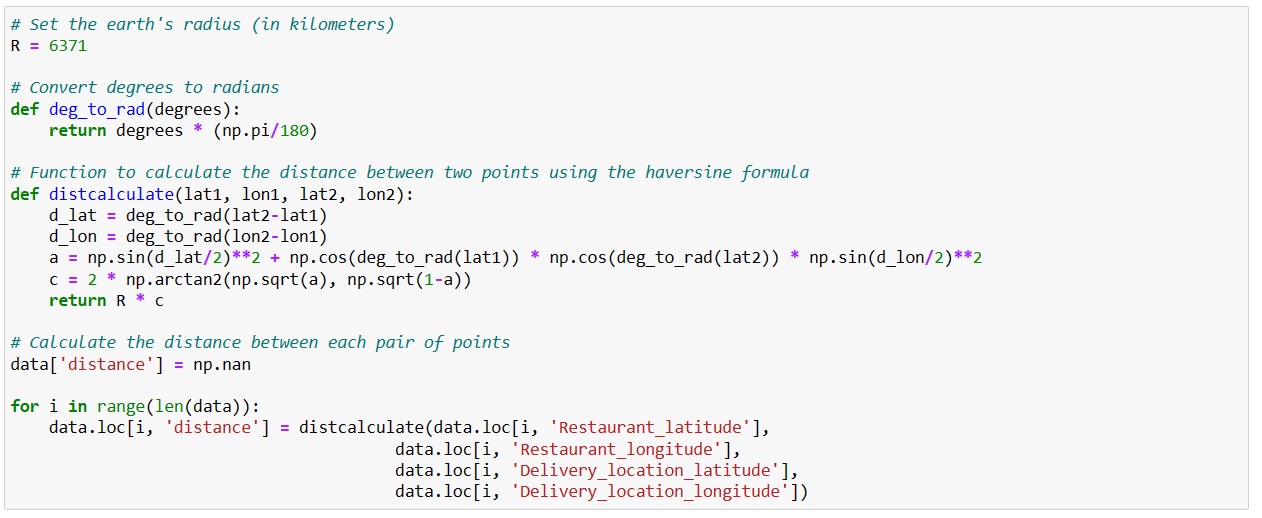 # Set the earth's radius (in kilometers)
R = 6371
# Convert degrees to radians
def deg_to_rad(degrees):
    return degrees * (np.pi/180)
# Function to calculate the distance between two points using the haversine formula
def distcalculate(lat1, lon1, lat2, lon2):
    d_lat = deg_to_rad(lat2-lat1)
    d_lon = deg_to_rad(lon2-lon1)
    a = np.sin(d_lat/2)**2 + np.cos(deg_to_rad(lat1)) * np.cos(deg_to_rad(lat2)) * np.sin(d_lon/2)**2
    c = 2 * np.arctan2(np.sqrt(a), np.sqrt(1-a))
    return R * c
# Calculate the distance between each pair of points
data['distance'] = np.nan
for i in range(len(data)):
    data.loc[i, 'distance'] = distcalculate(data.loc[i, 'Restaurant_latitude'],
                                        data.loc[i, 'Restaurant_longitude'],
                                        data.loc[i, 'Delivery_location_latitude'],
                                        data.loc[i, 'Delivery_location_longitude'])